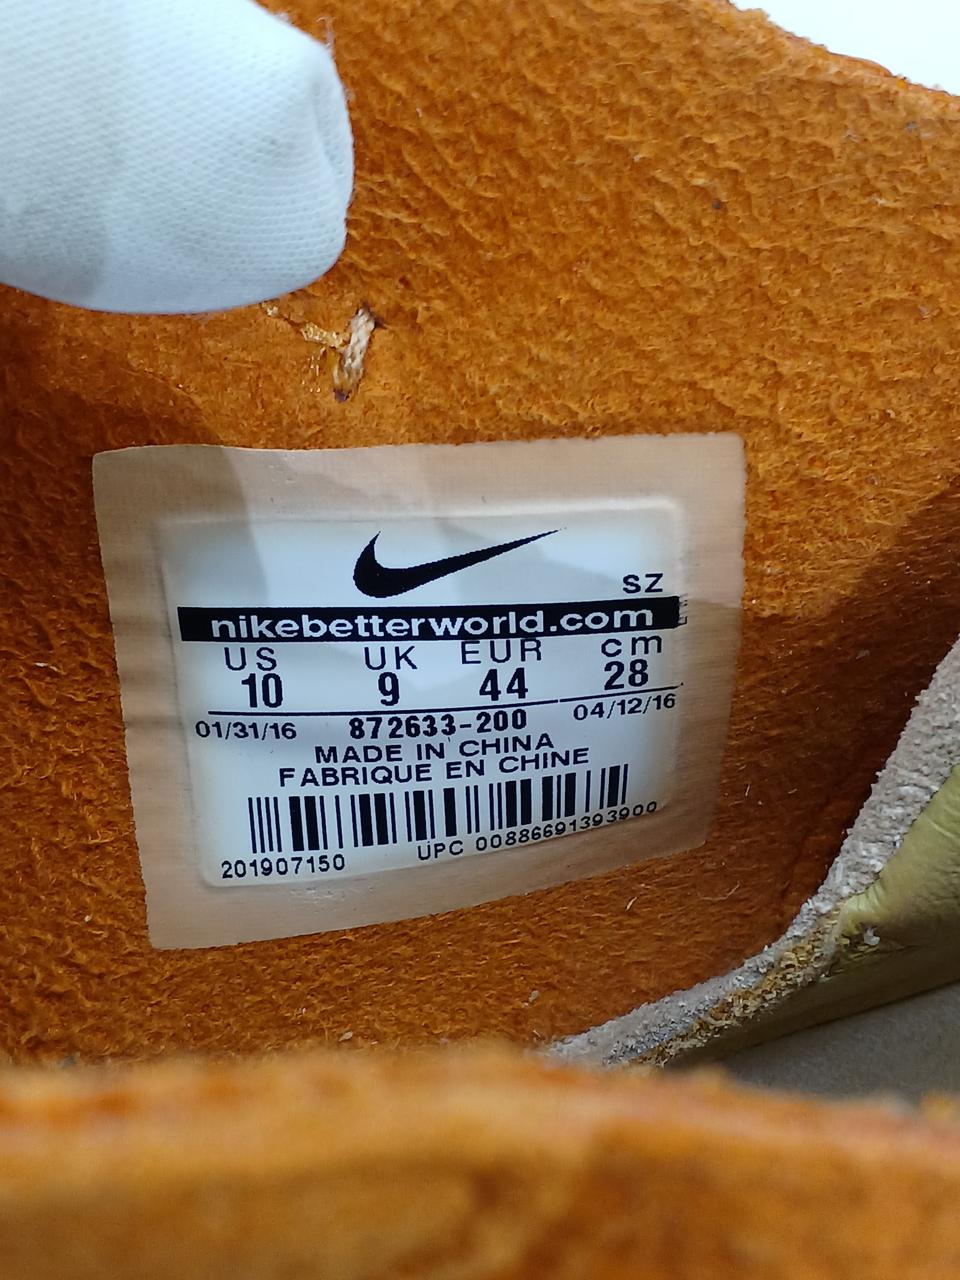 SZ
nikebetterworld.com
US UK EUR cm
10 9 44 28
01/31/16 872633-200 04/12/16
MADE IN CHINA
FABRIQUE EN CHINE
201907150 UPC 00886691393900